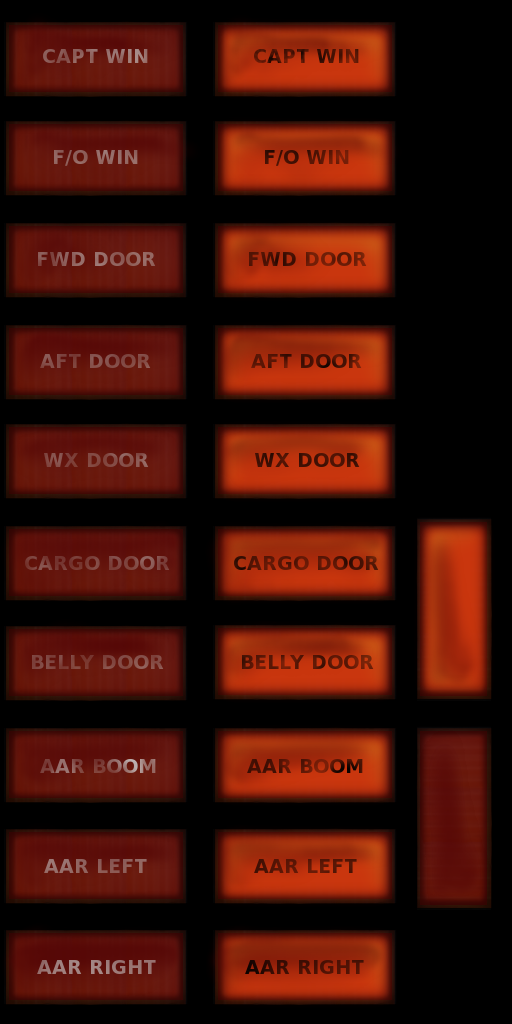 CAPT WIN CAPT WIN
F/O WIN F/O WIN
FWD DOOR FWD DOOR
AFT DOOR AFT DOOR
WX DOOR WX DOOR
CARGO DOOR CARGO DOOR
BELLY DOOR BELLY DOOR
AAR BOOM AAR BOOM
AAR LEFT AAR LEFT
AAR RIGHT AAR RIGHT